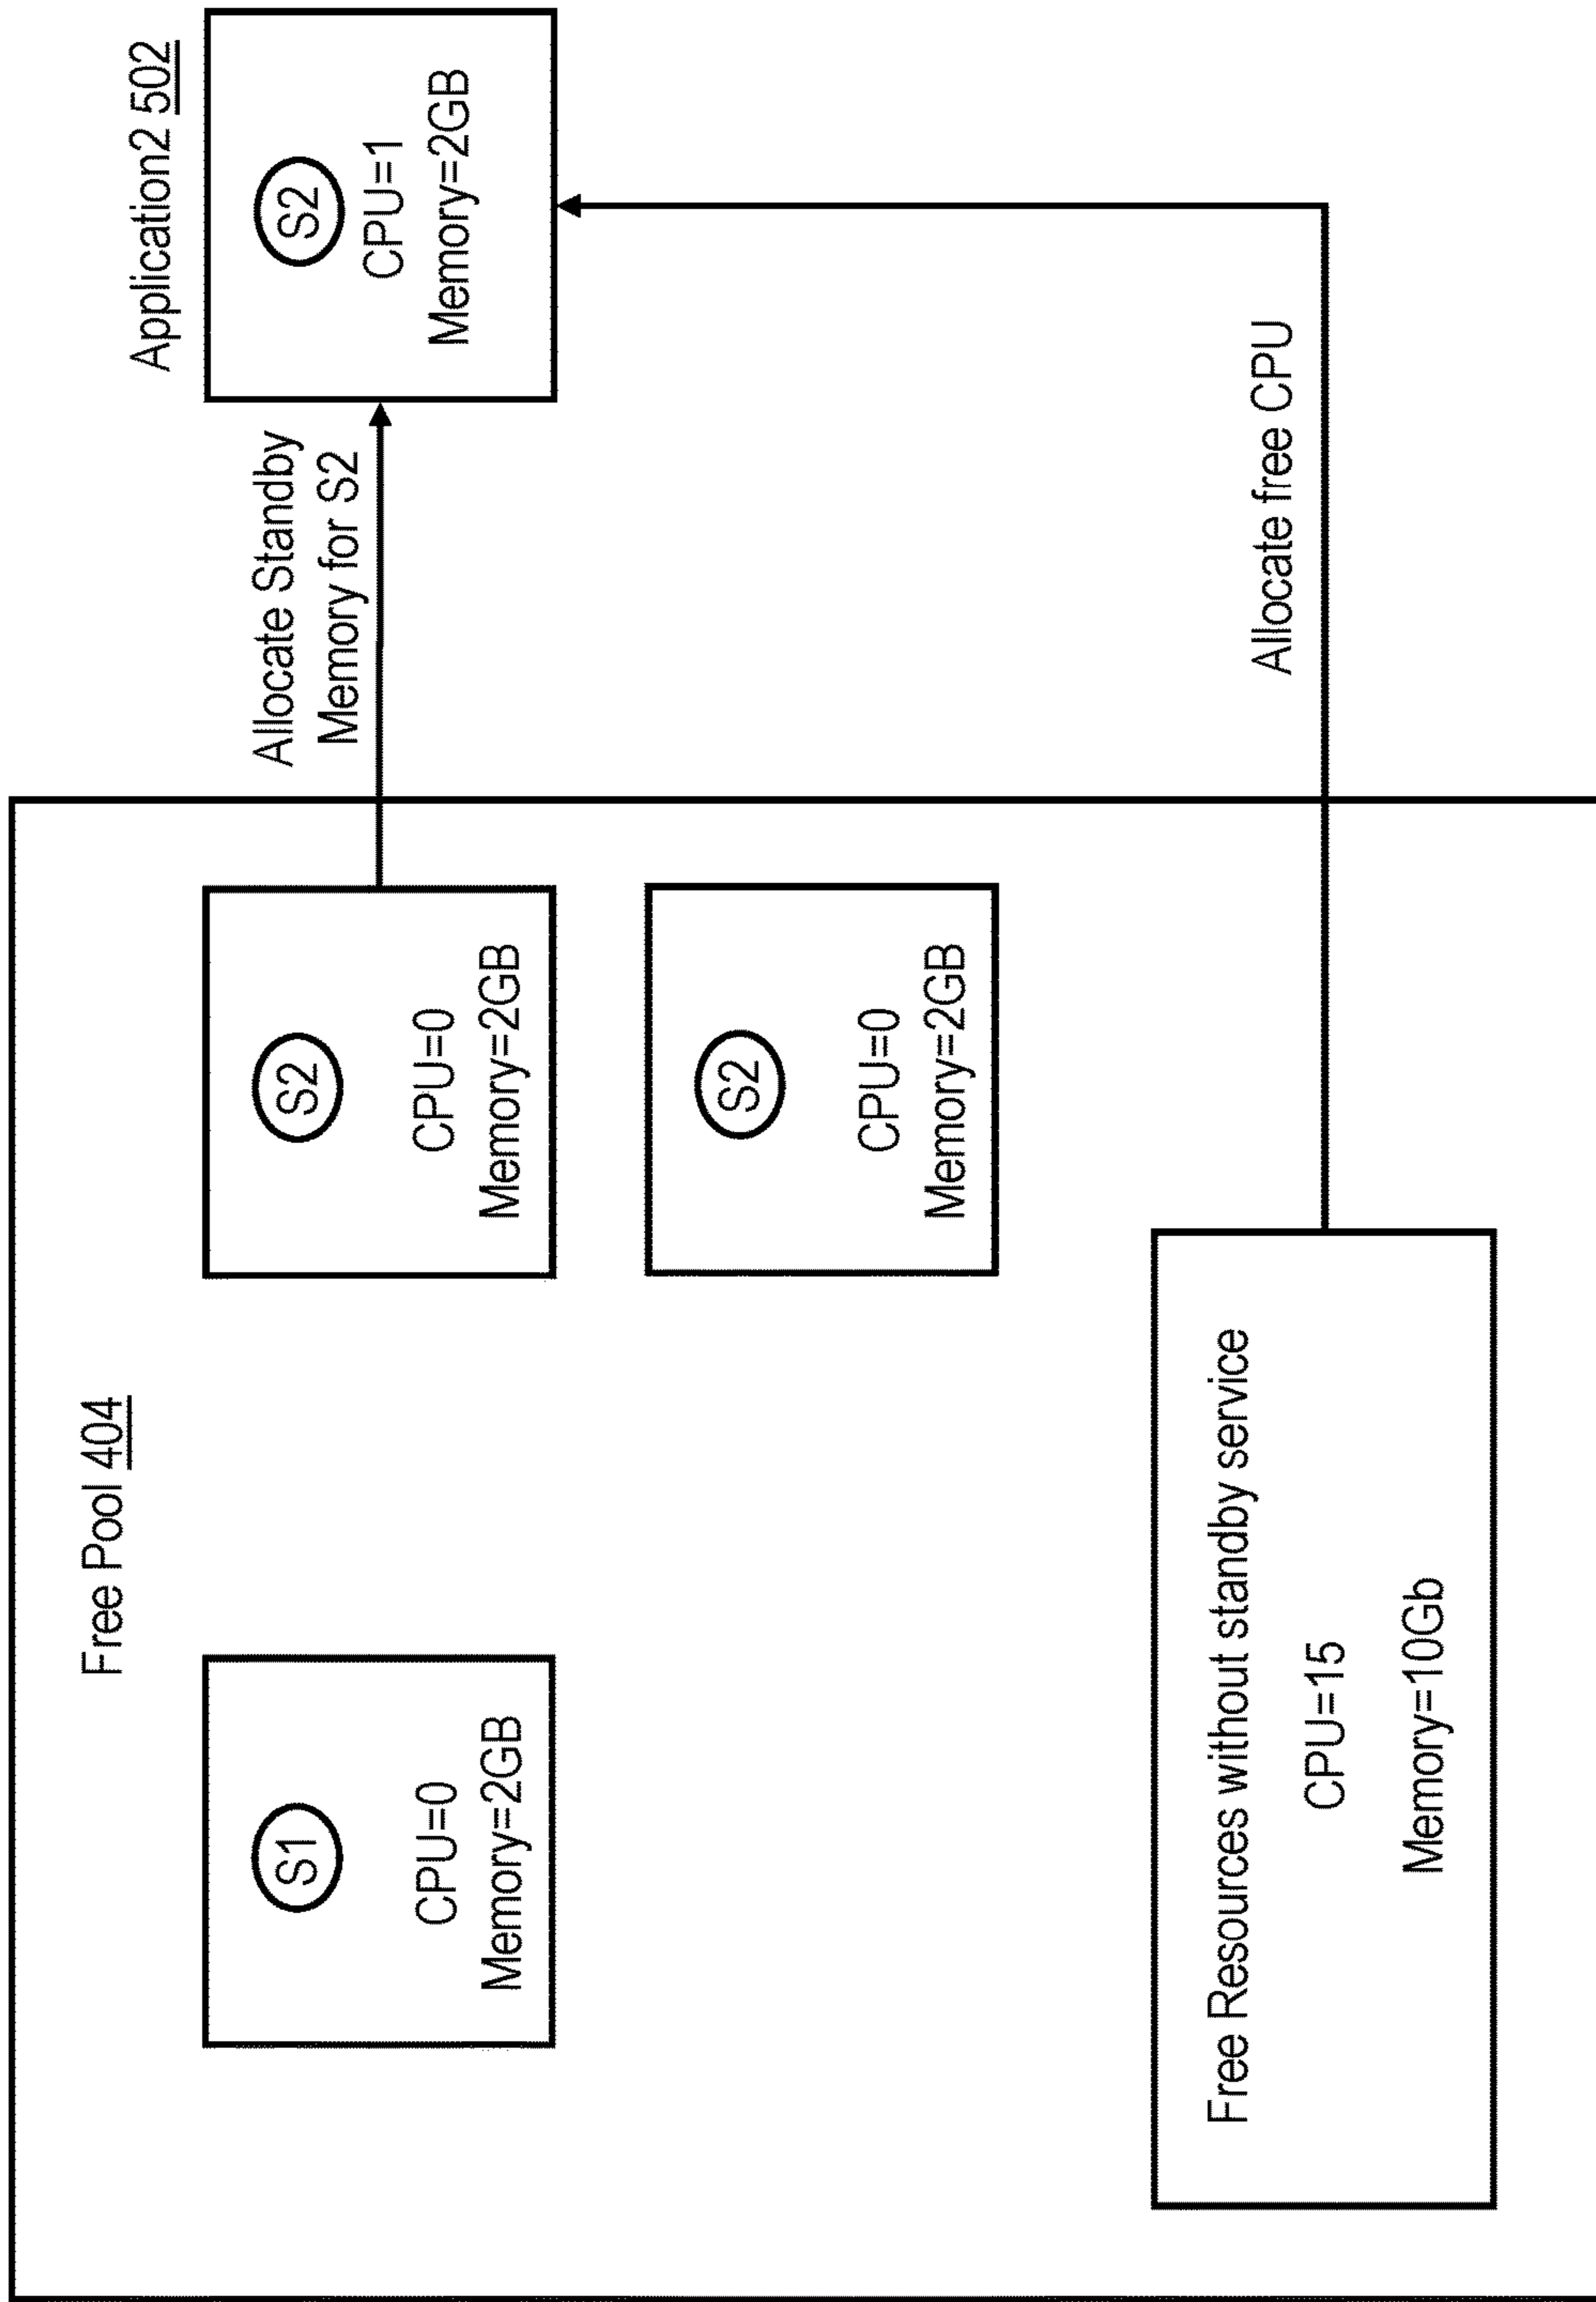 Free Pool 404
S1
CPU=0
Memory=2GB
S2
CPU=0
Memory=2GB
S2
CPU=0
Memory=2GB
Free Resources without standby service
CPU=15
Memory=10Gb
Allocate Standby
Memory for S2
Allocate free CPU
Application2 502
S2
CPU=1
Memory=2GB